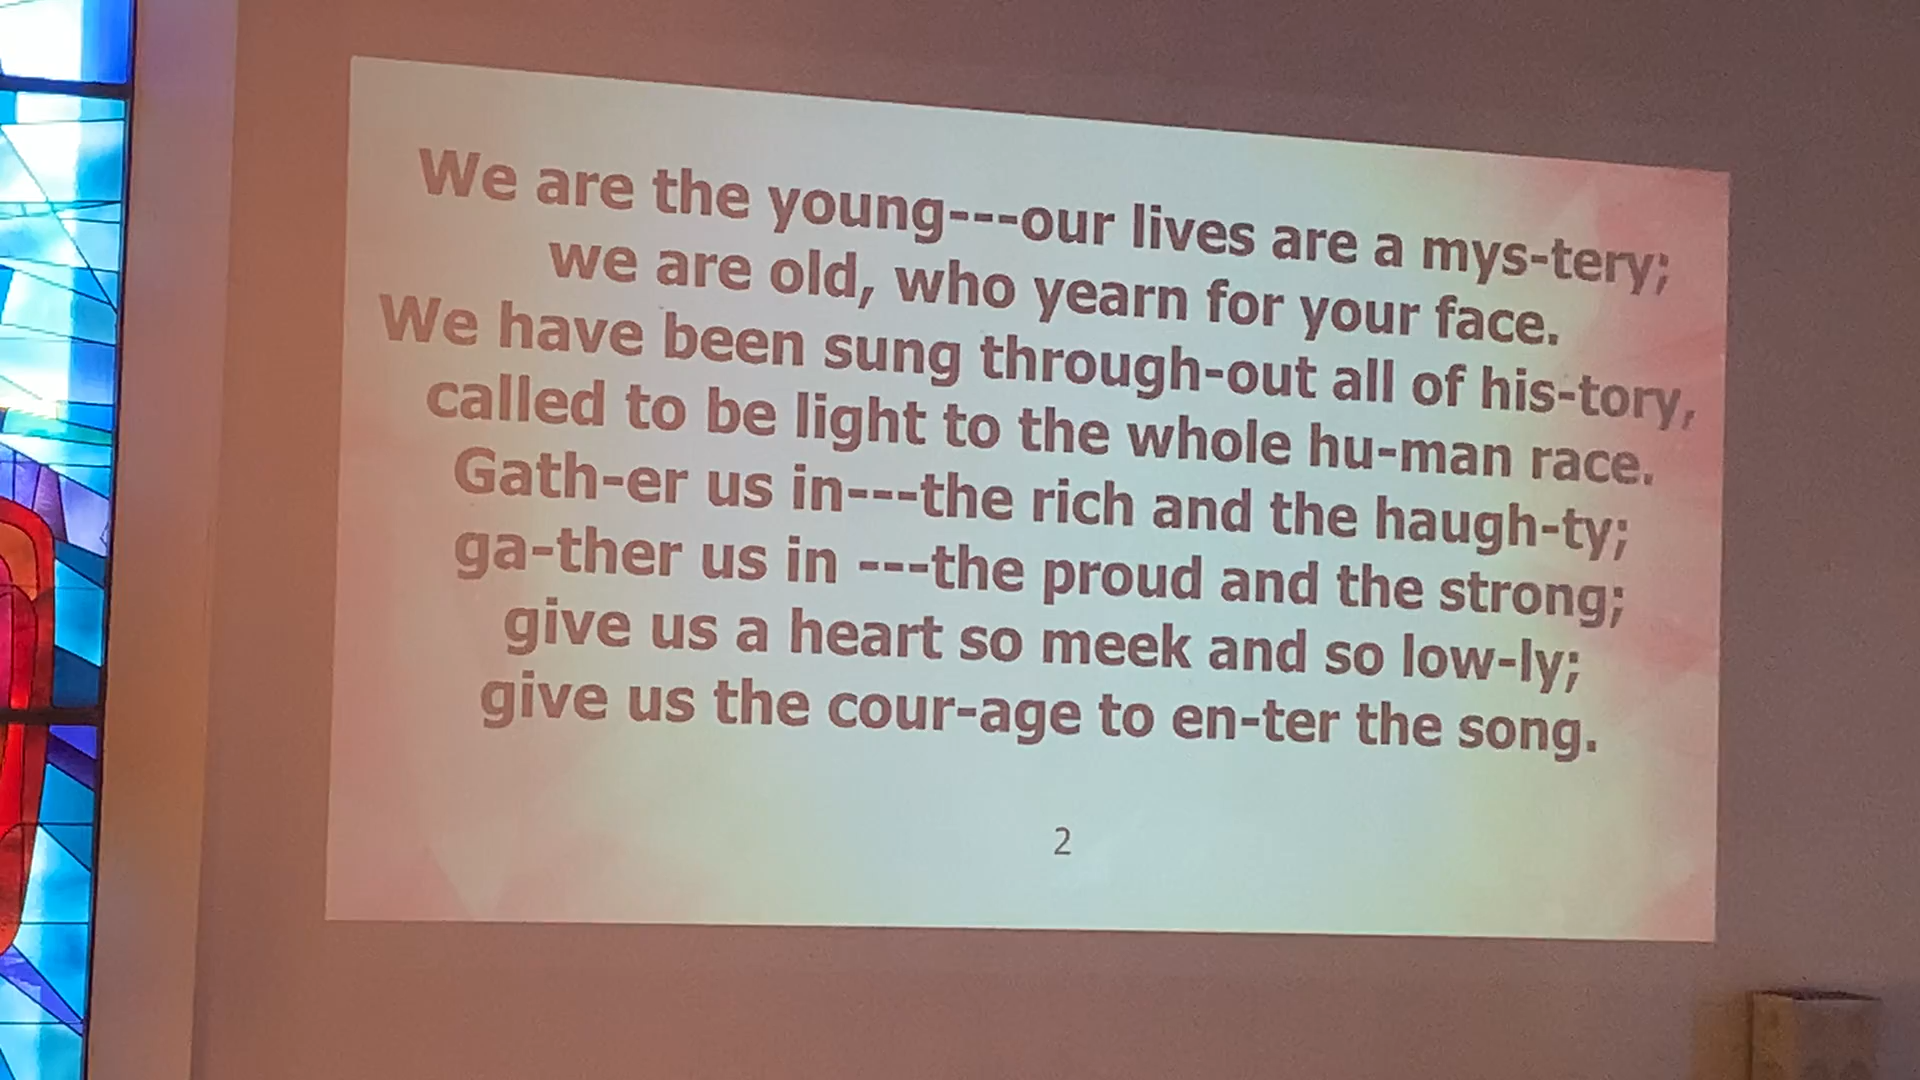 We are the young---our lives are a mys-tery;
we are old, who yearn for your face.
We have been sung through-out all of his-tory,
called to be light to the whole hu-man race.
Gath-er us in---the rich and the haugh-ty;
ga-ther us in ---the proud and the strong;
give us a heart so meek and so low-ly;
give us the cour-age to en-ter the song.
2